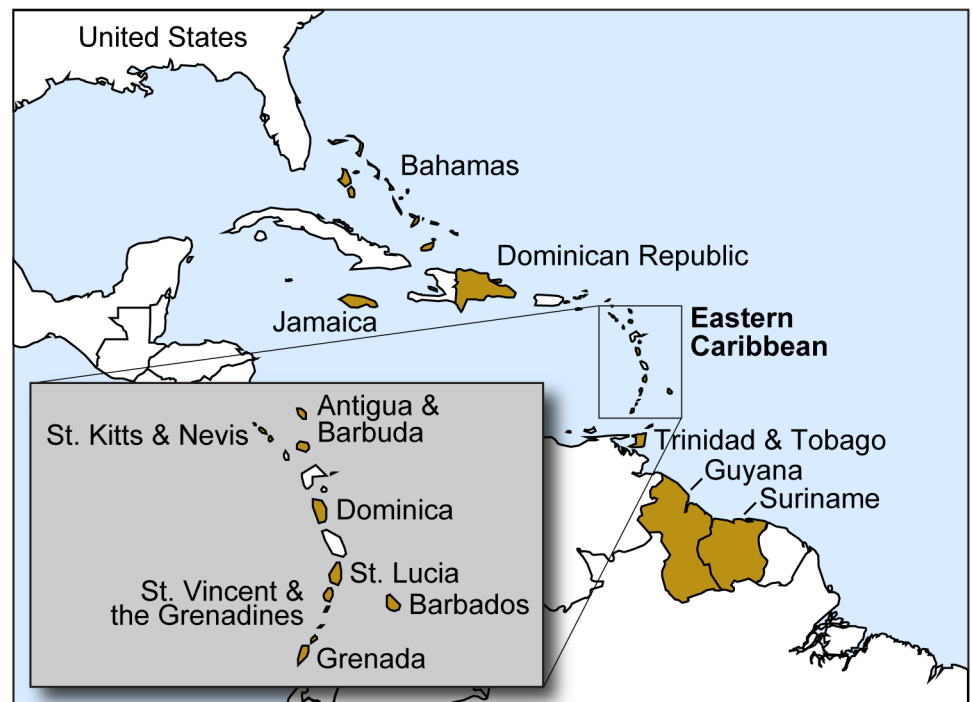 United States
Bahamas
Dominican Republic
Jamaica
Eastern
Caribbean
Antigua &
Barbuda
St. Kitts & Nevis
Trinidad & Tobago
Guyana
Suriname
Dominica
St. Lucia
St. Vincent &
the Grenadines
Barbados
Grenada